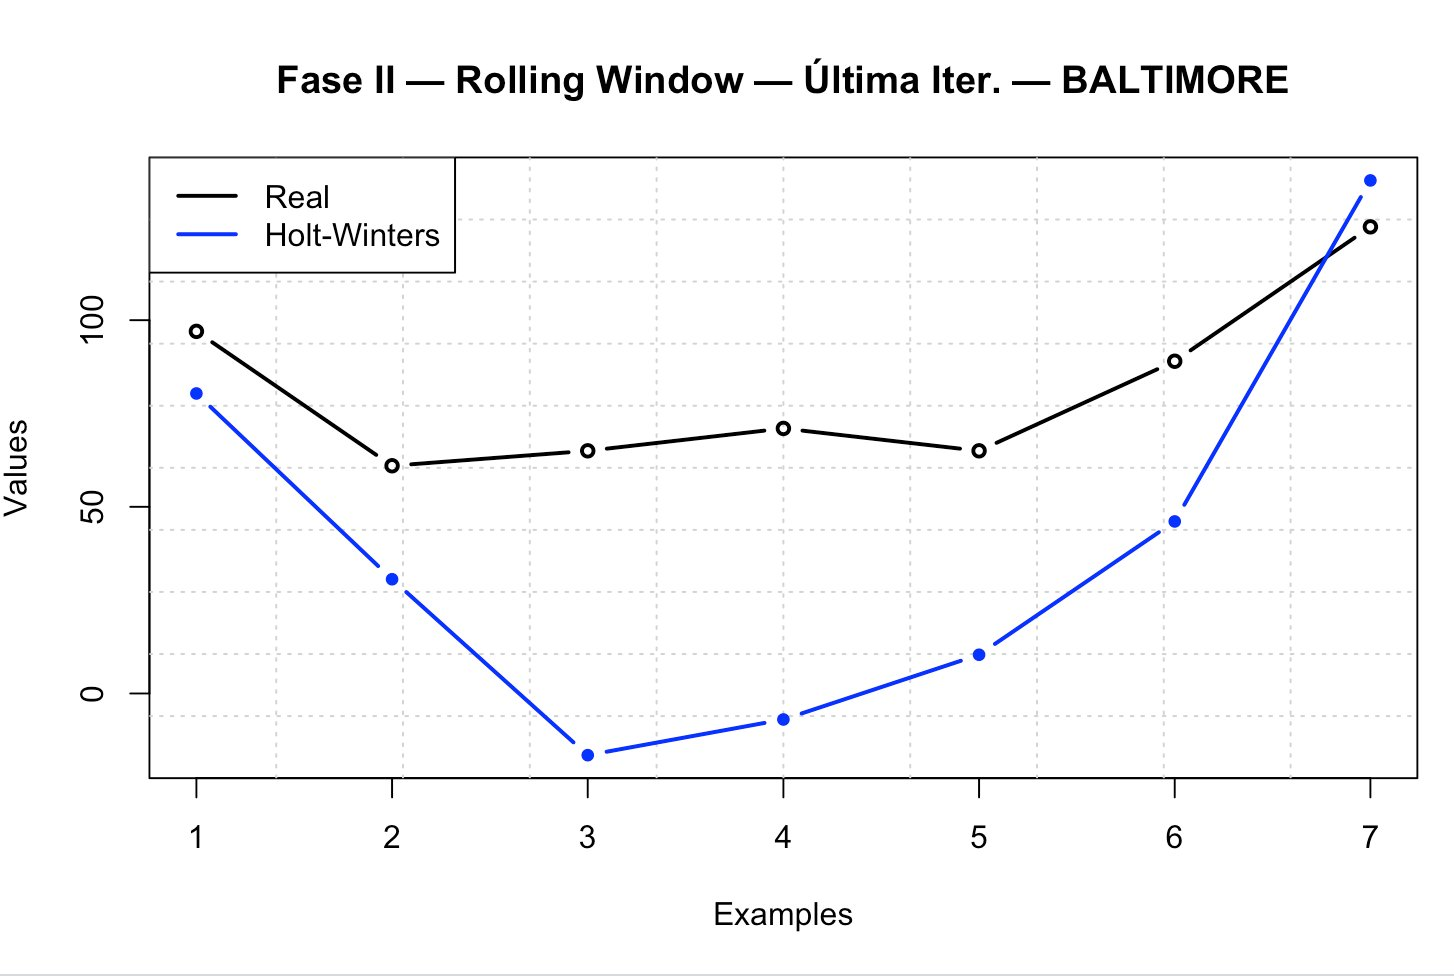 Fase II — Rolling Window — Última Iter. — BALTIMORE
Real
Holt-Winters
Values
100
50
0
1 2 3 4 5 6 7
Examples